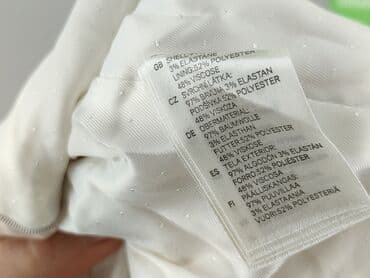 GB SHELL:
3% ELASTANE
LINING:52% POLYESTER
48% VISCOSE
CZ SVRCHNÍ LÁTKA:
97% BAVLNA 3% ELASTAN
PODŠÍVKA:52% POLYESTER
48% VISKÓZA
DE OBERMATERIAL:
97% BAUMWOLLE
3% ELASTHAN
FUTTER:52% POLYESTER
48% VISKOSE
ES TELA EXTERIOR:
97% ALGODÓN 3% ELASTÁN
FORRO:52% POLIÉSTER
48% VISCOSA
FI PÄÄLLISKANGAS:
97% PUUVILLAA
3% ELASTAANIA
VUORI:52% POLYESTERIÄ